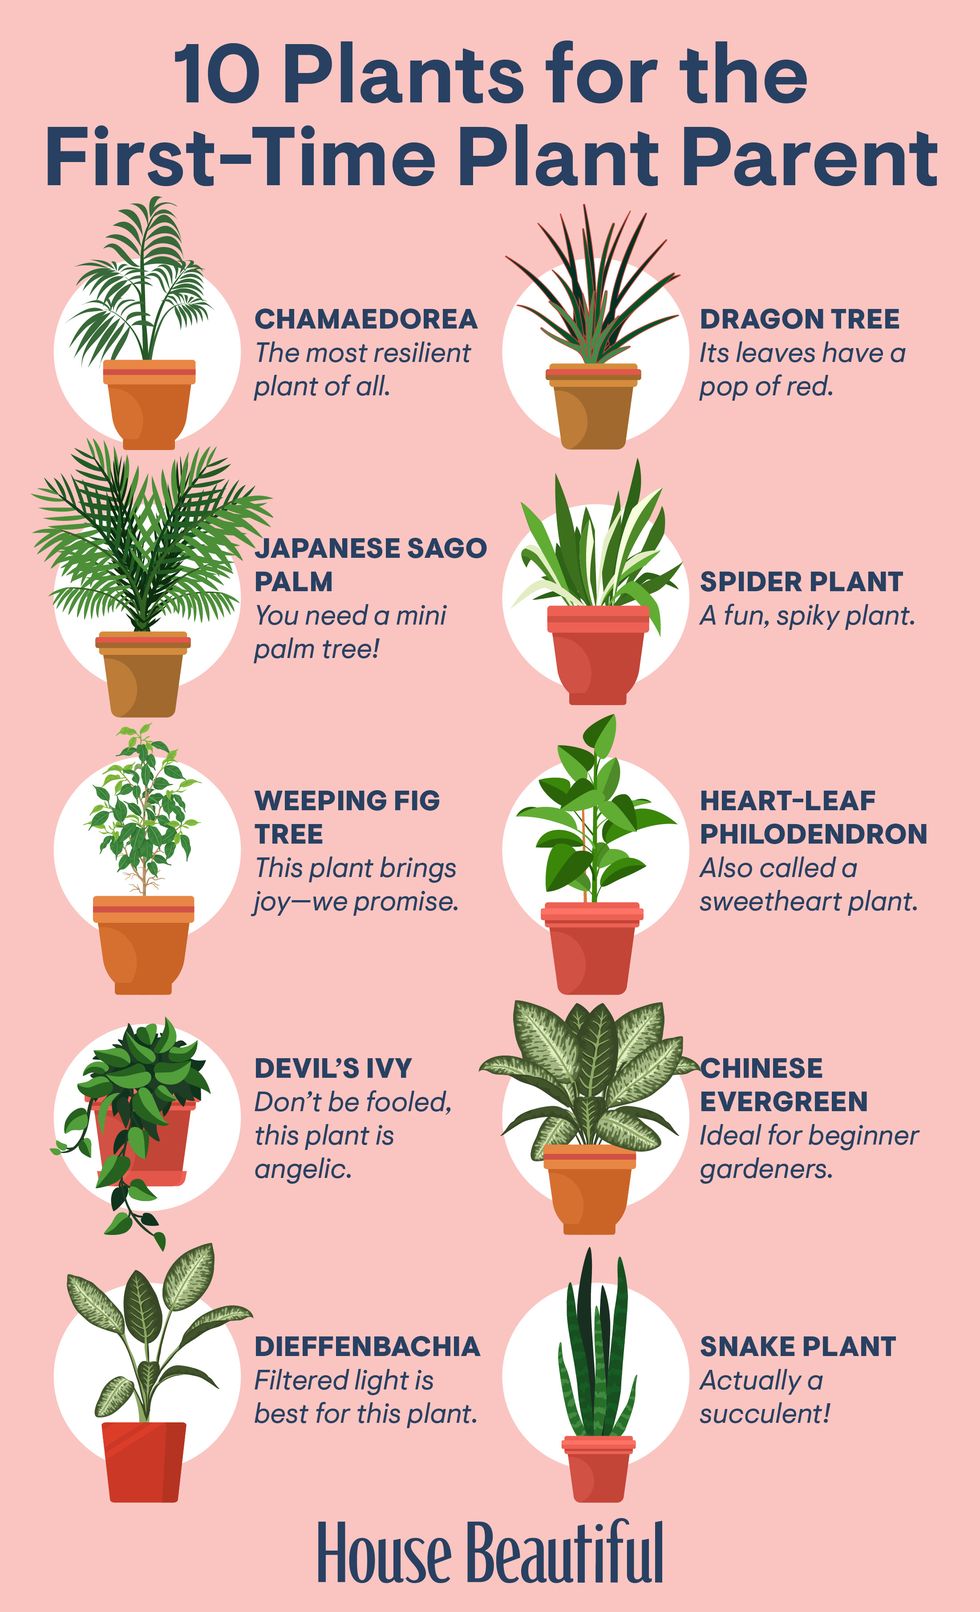 10 Plants for the
First-Time Plant Parent
CHAMAEDOREA
The most resilient
plant of all.
DRAGON TREE
Its leaves have a
pop of red.
JAPANESE SAGO
PALM
You need a mini
palm tree!
SPIDER PLANT
A fun, spiky plant.
WEEPING FIG
TREE
This plant brings
joy—we promise.
HEART-LEAF
PHILODENDRON
Also called a
sweetheart plant.
DEVIL'S IVY
Don't be fooled,
this plant is
angelic.
CHINESE
EVERGREEN
Ideal for beginner
gardeners.
DIEFFENBACHIA
Filtered light is
best for this plant.
SNAKE PLANT
Actually a
succulent!
House Beautiful